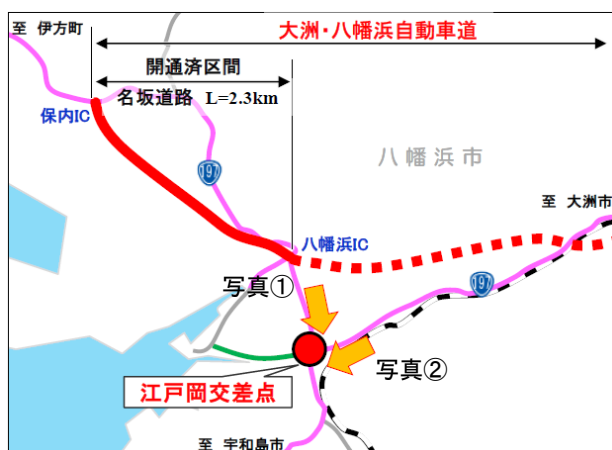 至 伊方町
大洲・八幡浜自動車道
開通済区間
名坂道路 L=2.3km
保内IC
八幡浜市
197
至 大洲市
八幡浜IC
写真①
197
写真②
江戸岡交差点
至 宇和島市